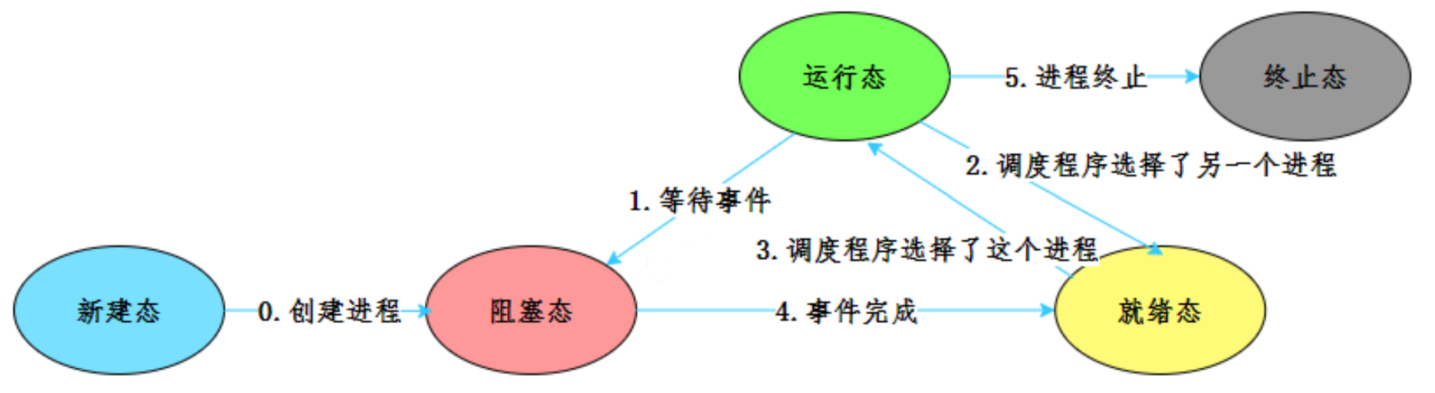 运行态
5.进程终止
终止态
2.调度程序选择了另一个进程
1.等待事件
3.调度程序选择了这个进程
新建态
0.创建进程
阻塞态
4.事件完成
就绪态